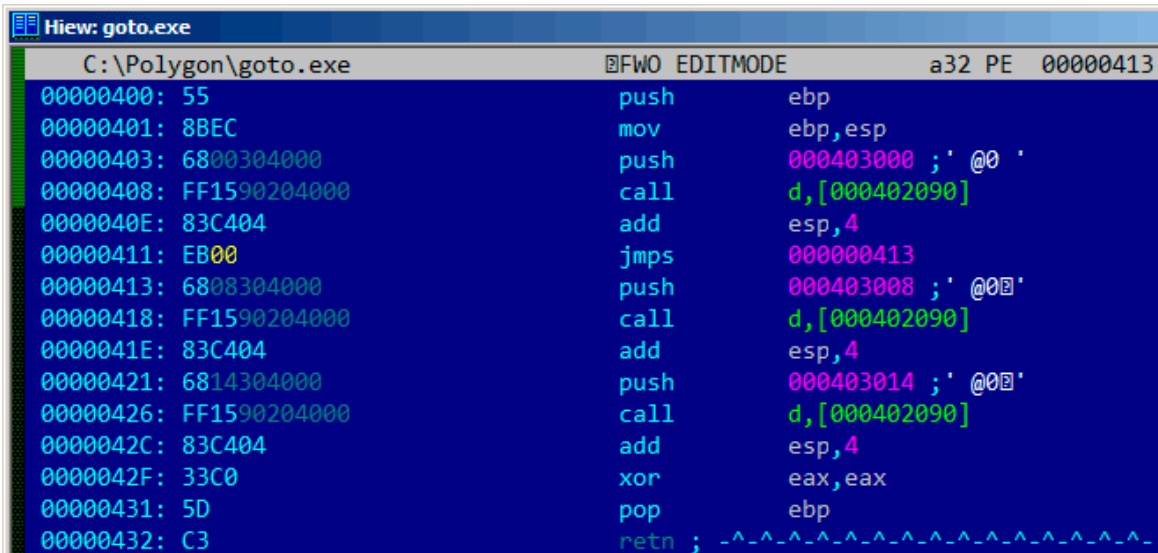 Hiew: goto.exe
C:\Polygon\goto.exe FWO EDITMODE a32 PE 00000413
00000400: 55 push ebp
00000401: 8BEC mov ebp,esp
00000403: 6800304000 push 000403000 ;' @0 '
00000408: FF1590204000 call d,[000402090]
0000040E: 83C404 add esp,4
00000411: EB00 jmps 000000413
00000413: 6808304000 push 000403008 ;' @0⍰'
00000418: FF1590204000 call d,[000402090]
0000041E: 83C404 add esp,4
00000421: 6814304000 push 000403014 ;' @0⍰'
00000426: FF1590204000 call d,[000402090]
0000042C: 83C404 add esp,4
0000042F: 33C0 xor eax,eax
00000431: 5D pop ebp
00000432: C3 retn ; -^-^-^-^-^-^-^-^-^-^-^-^-^-^-